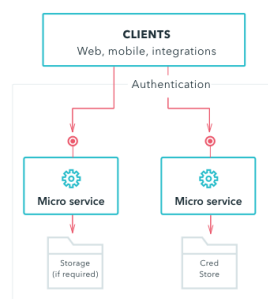 CLIENTS
Web, mobile, integrations
Authentication
Micro service
Micro service
Storage
(if required)
Cred
Store